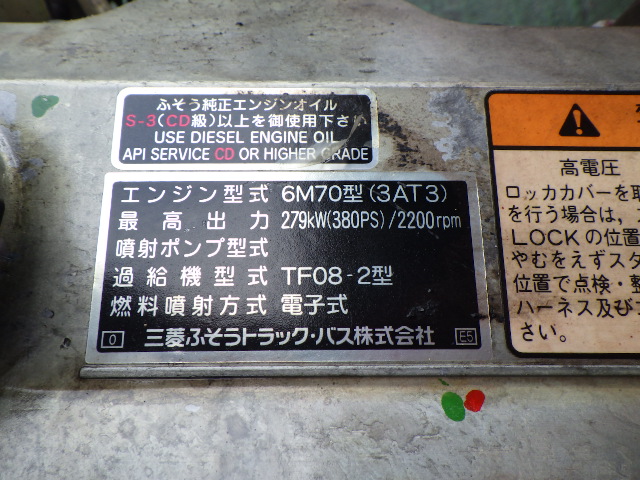 ふそう純正エンジンオイル
S-3(CD級)以上を御使用下さい
USE DIESEL ENGINE OIL
API SERVICE CD OR HIGHER GRADE
エンジン型式 6M70型(3AT3)
最高出力 279kW(380PS)/2200rpm
噴射ポンプ型式
過給機型式 TF08-2型
燃料噴射方式 電子式
0 三菱ふそうトラック・バス株式会社 E5
高電圧
ロッカカバーを取
を行う場合は、
LOCKの位置
やむをえずスタ
位置で点検・整
ハーネス及び
さい。